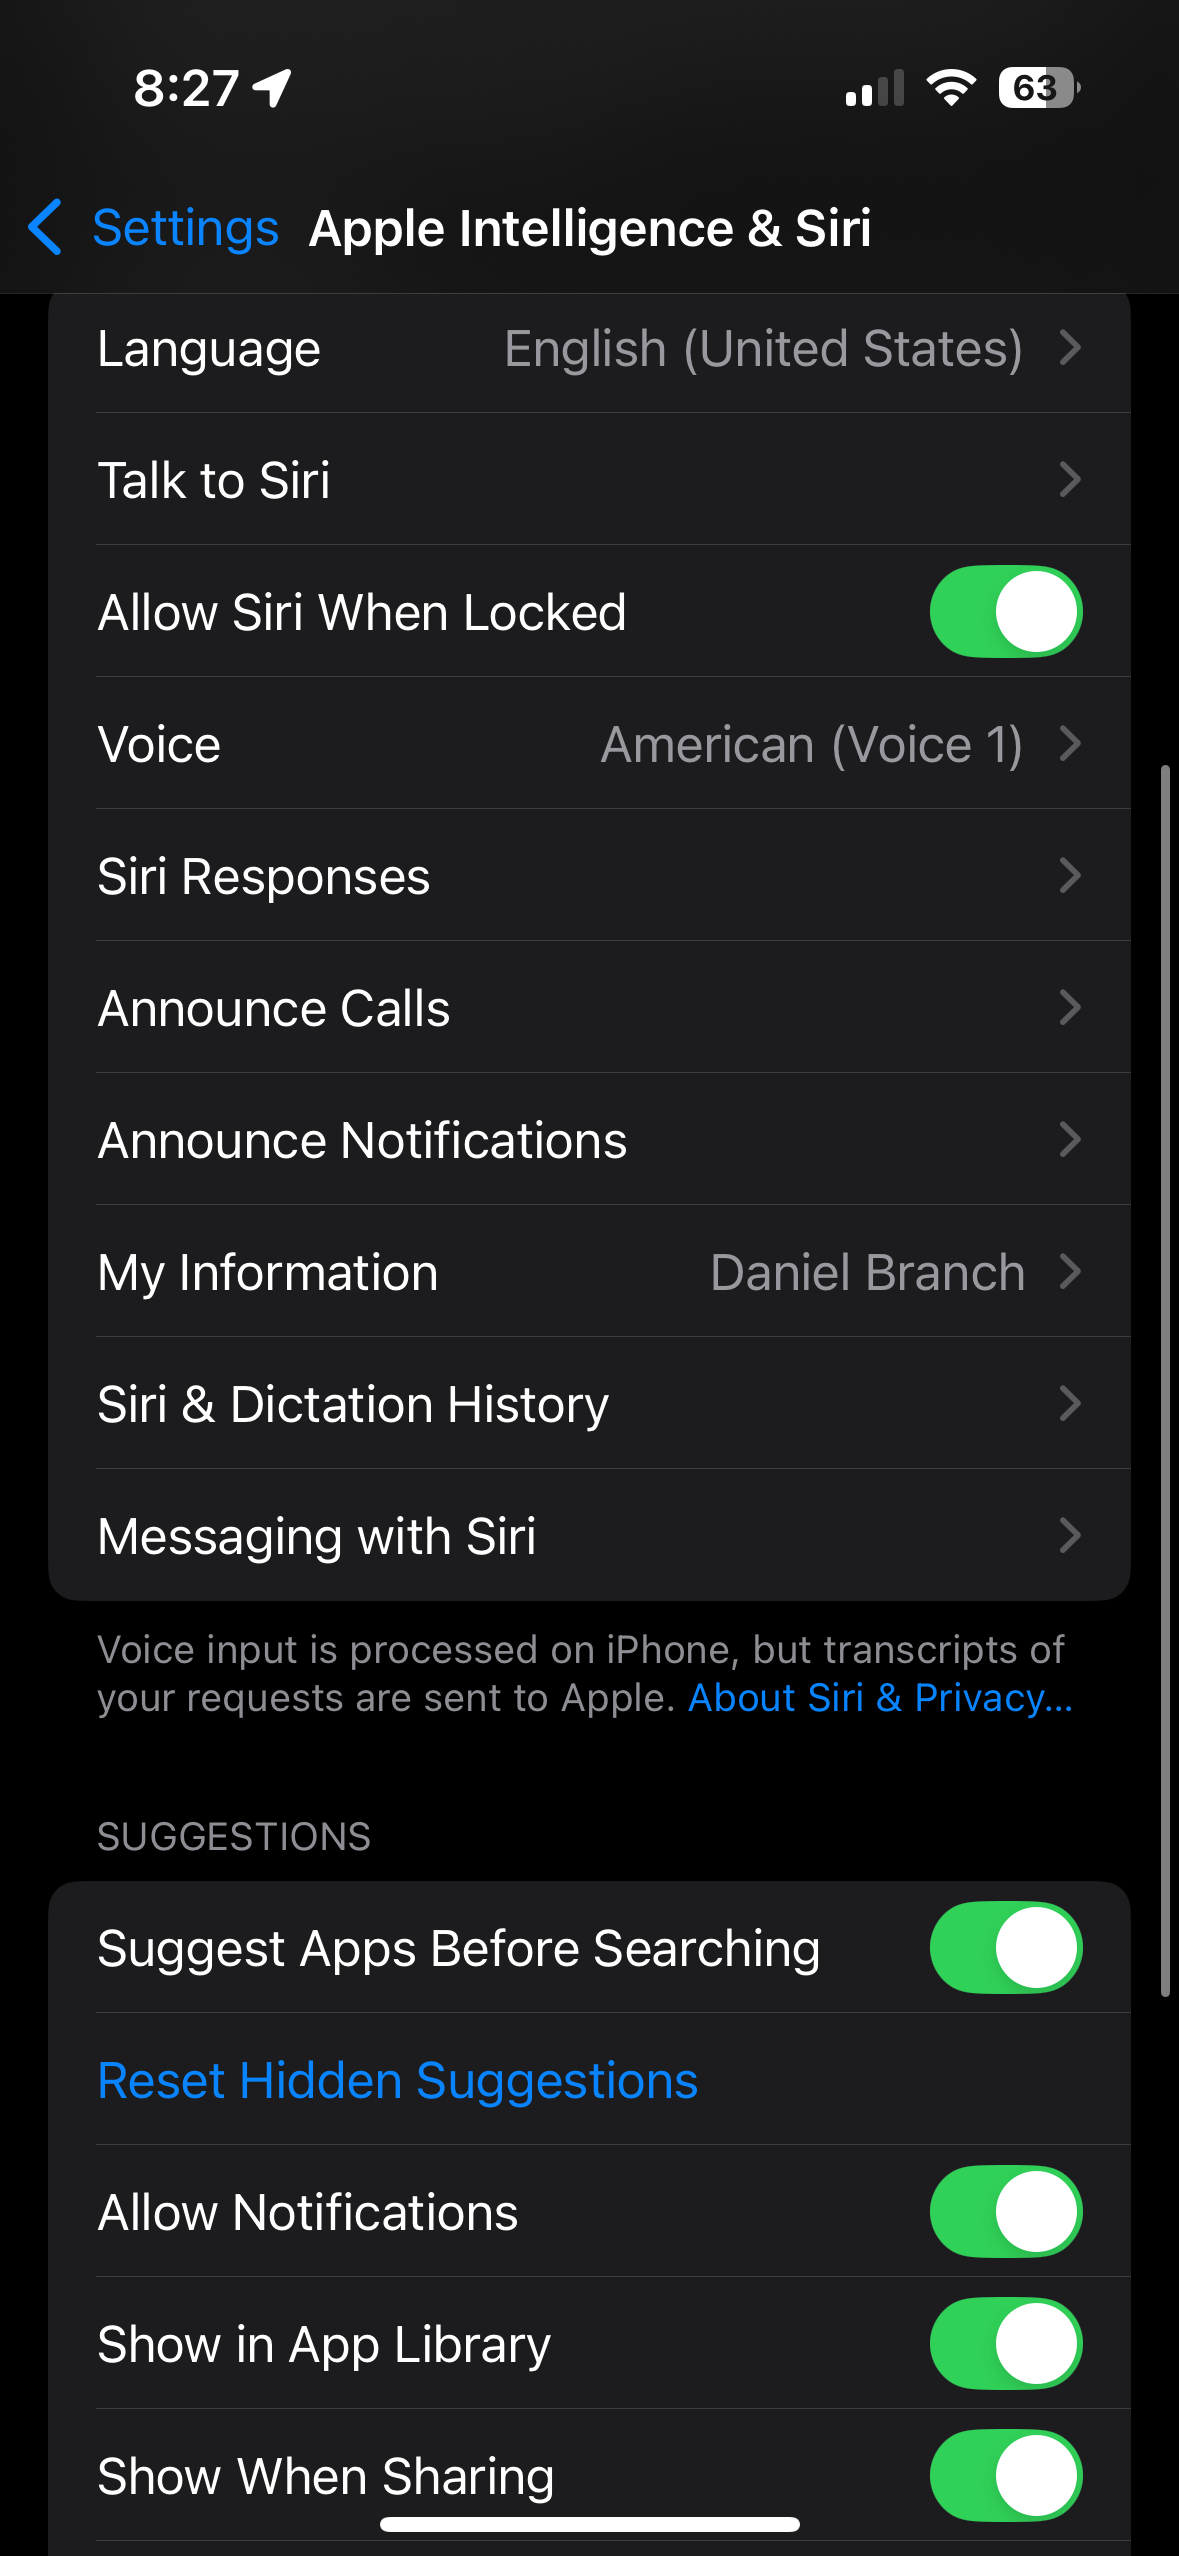 8:27
63
Settings
Apple Intelligence & Siri
Language
English (United States)
Talk to Siri
Allow Siri When Locked
Voice
American (Voice 1)
Siri Responses
Announce Calls
Announce Notifications
My Information
Daniel Branch
Siri & Dictation History
Messaging with Siri
Voice input is processed on iPhone, but transcripts of
your requests are sent to Apple. About Siri & Privacy...
SUGGESTIONS
Suggest Apps Before Searching
Reset Hidden Suggestions
Allow Notifications
Show in App Library
Show When Sharing